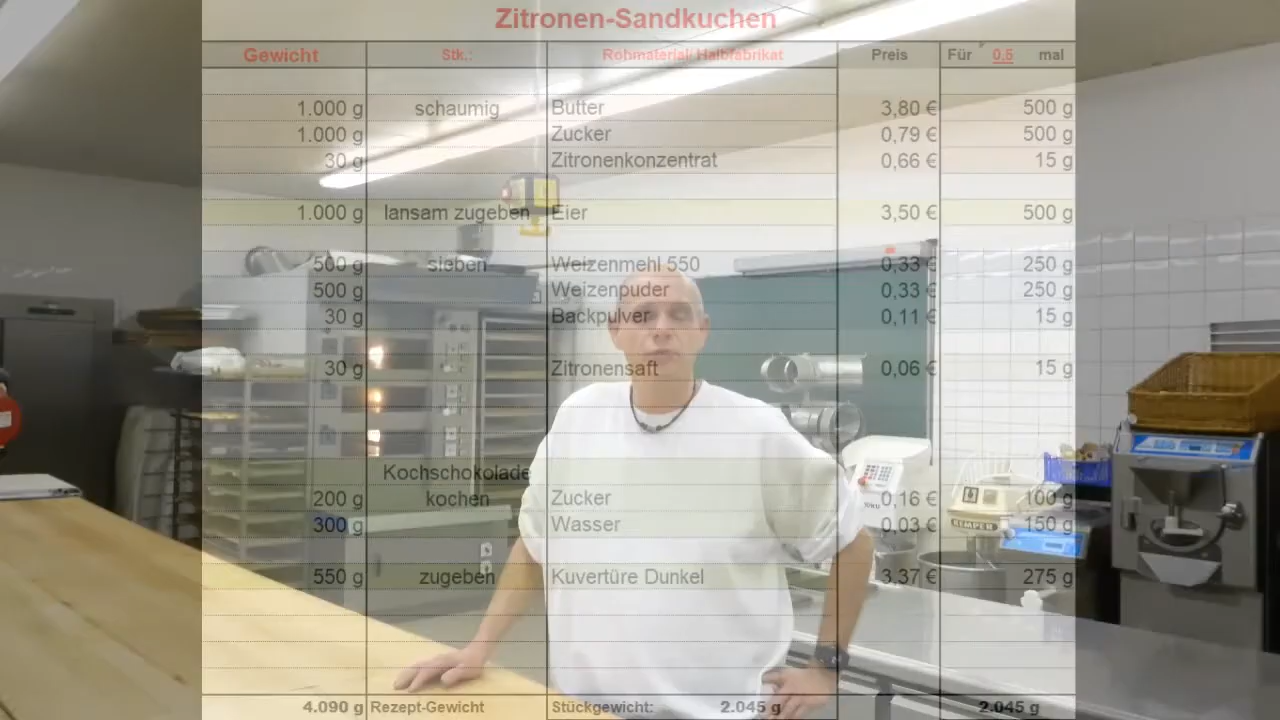 Zitronen-Sandkuchen
Gewicht Stk.: Rohmaterial/ Halbfabrikat Preis Für 0,5 mal
1.000 g schaumig Butter 3,80 € 500 g
1.000 g Zucker 0,79 € 500 g
30 g Zitronenkonzentrat 0,66 € 15 g
1.000 g lansam zugeben Eier 3,50 € 500 g
500 g sieben Weizenmehl 550 0,33 € 250 g
500 g Weizenpuder 0,33 € 250 g
30 g Backpulver 0,11 € 15 g
30 g Zitronensaft 0,06 € 15 g
Kochschokolade
200 g kochen Zucker 0,16 € 100 g
300 g Wasser 0,03 € 150 g
KEMPER
550 g zugeben Kuvertüre Dunkel 3,37 € 275 g
4.090 g Rezept-Gewicht Stückgewicht: 2.045 g 2.045 g